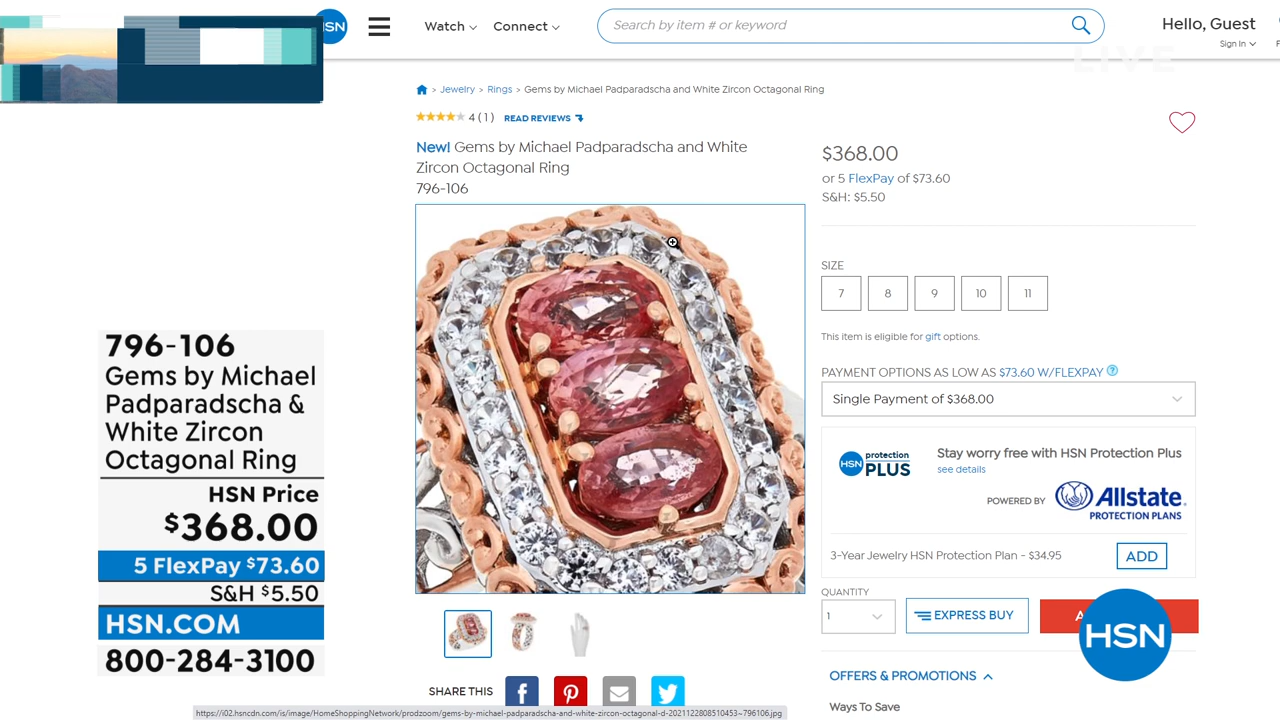 HSN
Watch
Connect
Search by item # or keyword
Hello, Guest
Sign In
LIVE
Jewelry > Rings > Gems by Michael Padparadscha and White Zircon Octagonal Ring
4 ( 1 ) READ REVIEWS
New! Gems by Michael Padparadscha and White
Zircon Octagonal Ring
796-106
$368.00
or 5 FlexPay of $73.60
S&H: $5.50
SIZE
7 8 9 10 11
This item is eligible for gift options.
PAYMENT OPTIONS AS LOW AS $73.60 W/FLEXPAY ?
Single Payment of $368.00
HSN protection PLUS
Stay worry free with HSN Protection Plus
see details
POWERED BY Allstate.
PROTECTION PLANS
3-Year Jewelry HSN Protection Plan - $34.95
ADD
QUANTITY
1
EXPRESS BUY
HSN
OFFERS & PROMOTIONS
Ways To Save
796-106
Gems by Michael
Padparadscha &
White Zircon
Octagonal Ring
HSN Price
$368.00
5 FlexPay $73.60
S&H $5.50
HSN.COM
800-284-3100
SHARE THIS
https://i02.hsncdn.com/is/image/HomeShoppingNetwork/prodzoom/gems-by-michael-padparadscha-and-white-zircon-octagonal-d-2021122808510453~796106.jpg